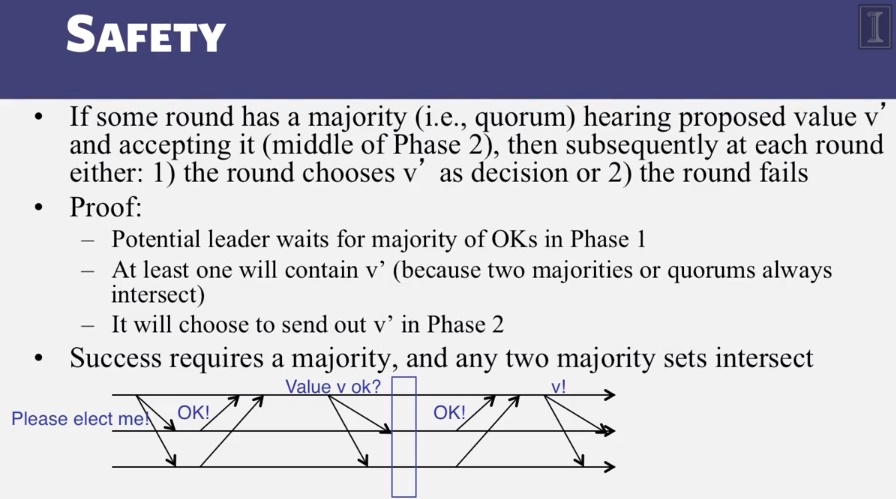 SAFETY
• If some round has a majority (i.e., quorum) hearing proposed value v’
and accepting it (middle of Phase 2), then subsequently at each round
either: 1) the round chooses v’ as decision or 2) the round fails
• Proof:
– Potential leader waits for majority of OKs in Phase 1
– At least one will contain v’ (because two majorities or quorums always
intersect)
– It will choose to send out v’ in Phase 2
• Success requires a majority, and any two majority sets intersect
Please elect me!
OK!
Value v ok?
OK!
v!